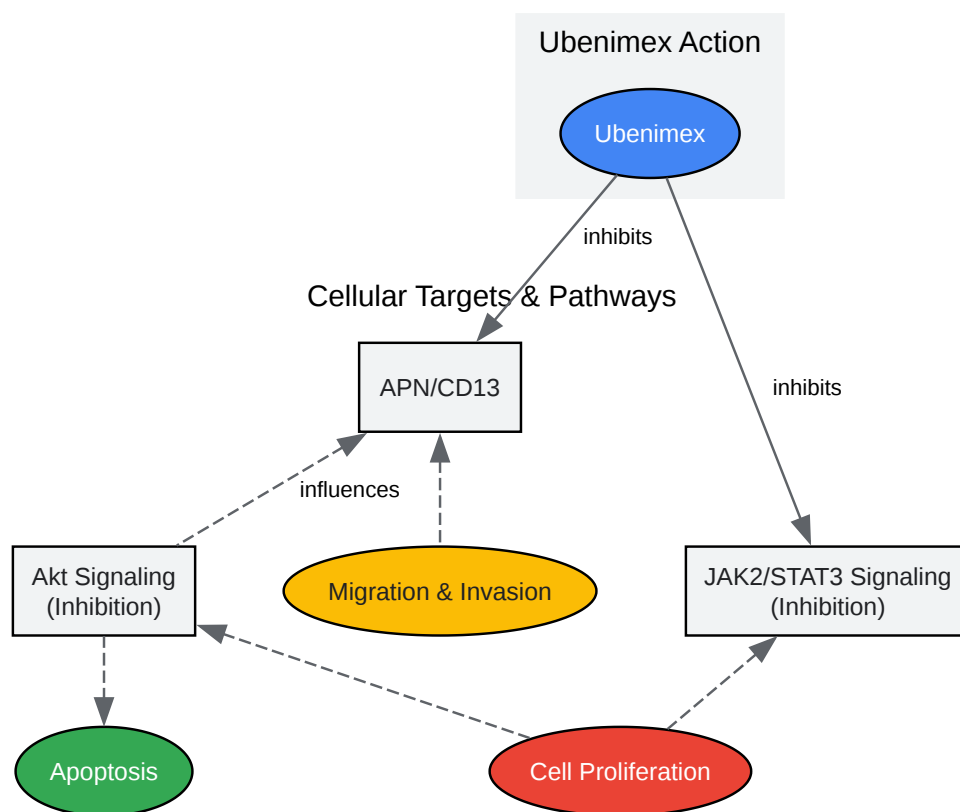 Ubenimex Action
Ubenimex
inhibits
Cellular Targets & Pathways
APN/CD13
inhibits
influences
Akt Signaling
(Inhibition)
Migration & Invasion
JAK2/STAT3 Signaling
(Inhibition)
Apoptosis
Cell Proliferation